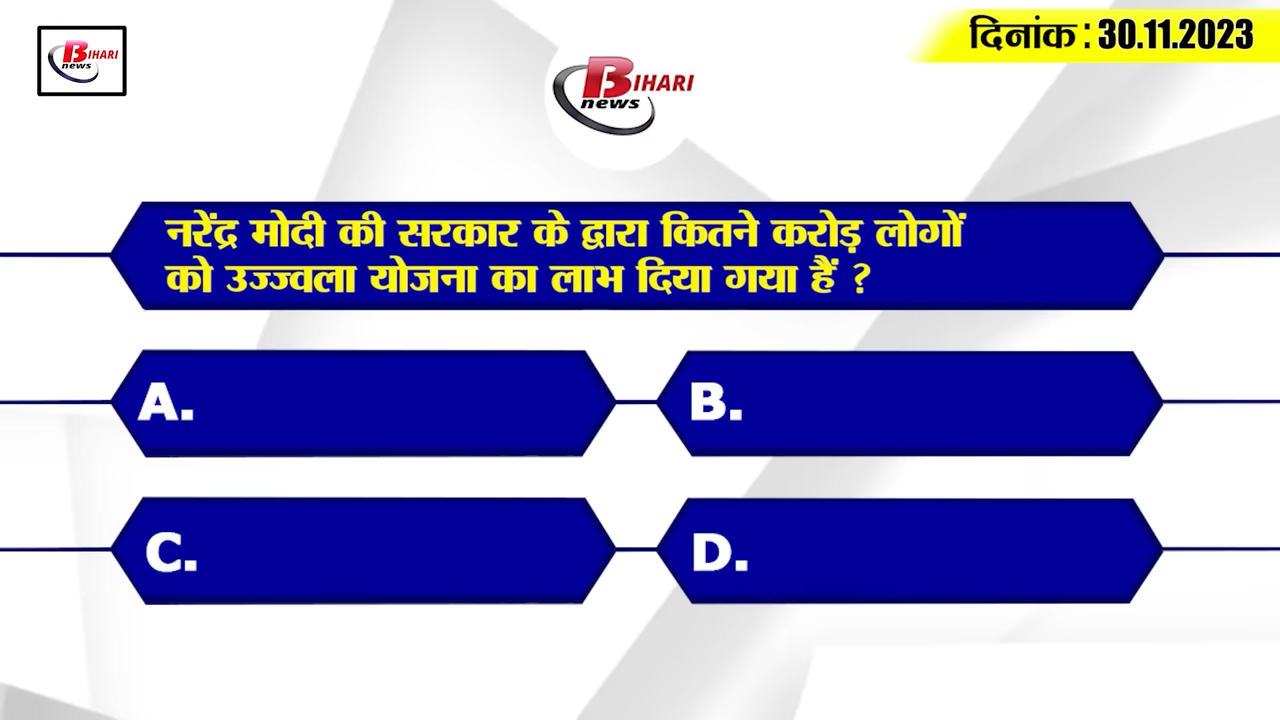 BIHARI
news
दिनांक : 30.11.2023
BIHARI
news
नरेंद्र मोदी की सरकार के द्वारा कितने करोड़ लोगों
को उज्ज्वला योजना का लाभ दिया गया हैं ?
A.
B.
C.
D.